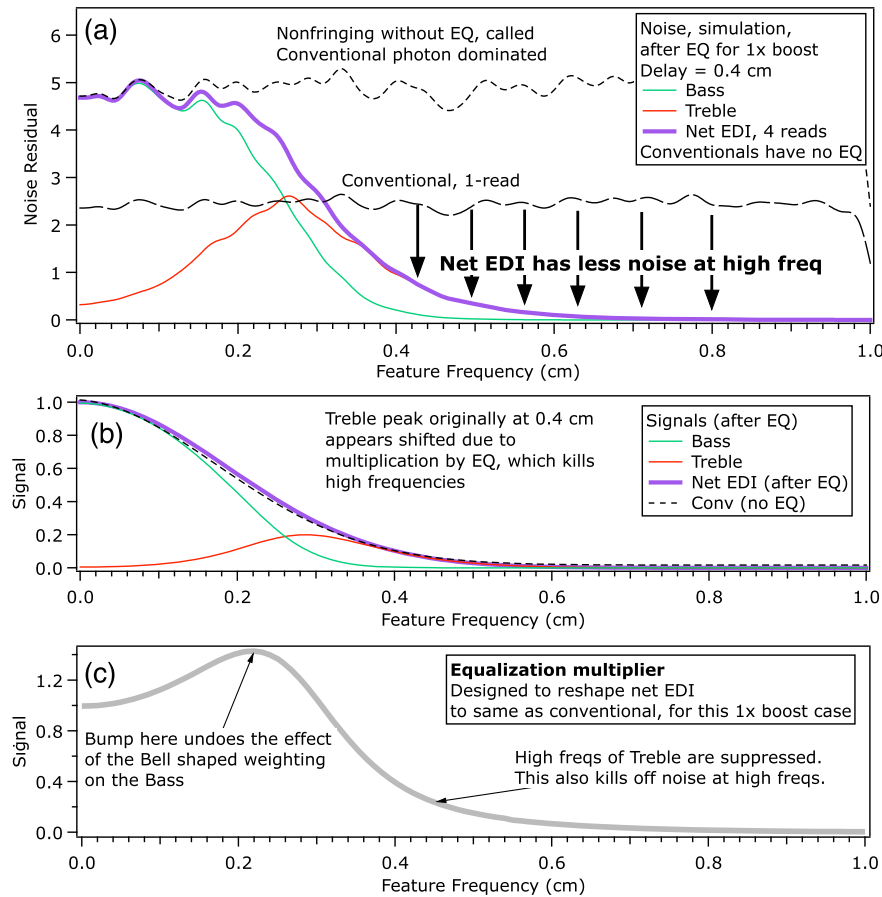 (a)
Nonfringing without EQ, called
Conventional photon dominated
Noise, simulation,
after EQ for 1x boost
Delay = 0.4 cm
Bass
Treble
Net EDI, 4 reads
Conventionals have no EQ
Conventional, 1-read
Net EDI has less noise at high freq
Noise Residual
6
5
4
3
2
1
0
0.0 0.2 0.4 0.6 0.8 1.0
Feature Frequency (cm)
(b)
Treble peak originally at 0.4 cm
appears shifted due to
multiplication by EQ, which kills
high frequencies
Signals (after EQ)
Bass
Treble
Net EDI (after EQ)
Conv (no EQ)
Signal
1.0
0.8
0.6
0.4
0.2
0.0
0.0 0.2 0.4 0.6 0.8 1.0
Feature Frequency (cm)
(c)
Equalization multiplier
Designed to reshape net EDI
to same as conventional, for this 1x boost case
Bump here undoes the effect
of the Bell shaped weighting
on the Bass
High freqs of Treble are suppressed.
This also kills off noise at high freqs.
Signal
1.2
0.8
0.4
0.0
0.0 0.2 0.4 0.6 0.8 1.0
Feature Frequency (cm)